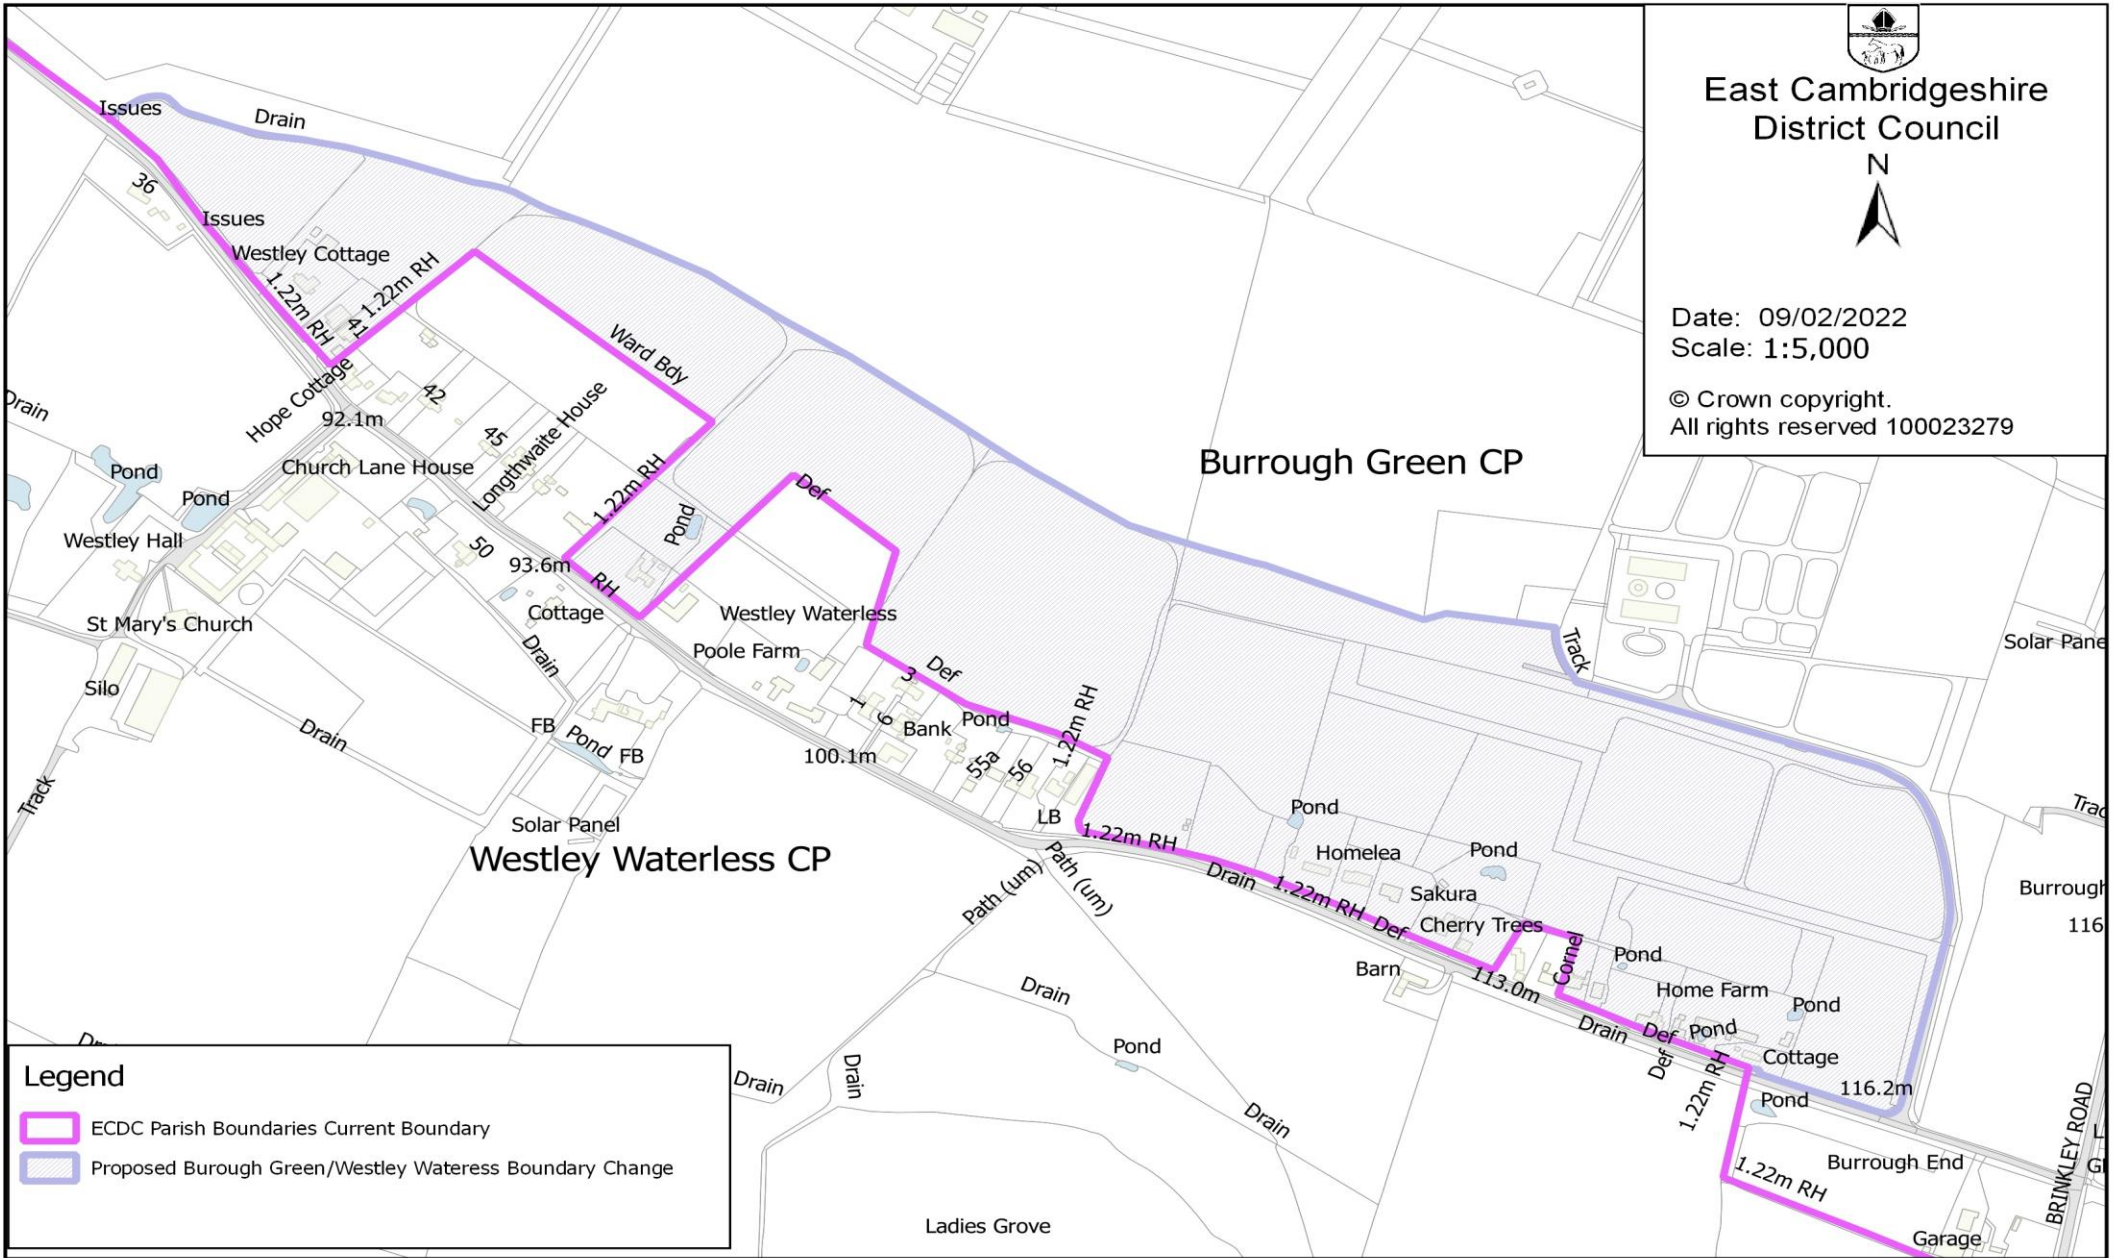 East Cambridgeshire
District Council
N
Date: 09/02/2022
Scale: 1:5,000
© Crown copyright.
All rights reserved 100023279
Issues
Drain
36
Issues
Westley Cottage
1.22m RH
1.22m RH
41
Ward Bdy
Hope Cottage
Drain
42
92.1m
45
Longthwaite House
Church Lane House
Burrough Green CP
Pond
Pond
1.22m RH
Def
Pond
Westley Hall
50
93.6m
RH
Cottage
Westley Waterless
St Mary's Church
Drain
Poole Farm
Track
Solar Pane
Silo
Def
3
1
6
Drain
FB
Pond
FB
Bank
Pond
1.22m RH
100.1m
55a
56
Track
Solar Panel
LB
1.22m RH
Pond
Trac
Westley Waterless CP
Path (um)
Path (um)
Drain
Homelea
Pond
1.22m RH
Def
Sakura
Cherry Trees
Burrough
116
Cornel
Pond
Barn
113.0m
Home Farm
Pond
Drain
Drain
Def
Pond
Def
Cottage
1.22m RH
116.2m
Pond
Pond
Drain
Drain
Drain
1.22m RH
Burrough End
BRINKLEY ROAD
Ladies Grove
Garage
Legend
ECDC Parish Boundaries Current Boundary
Proposed Burough Green/Westley Wateress Boundary Change